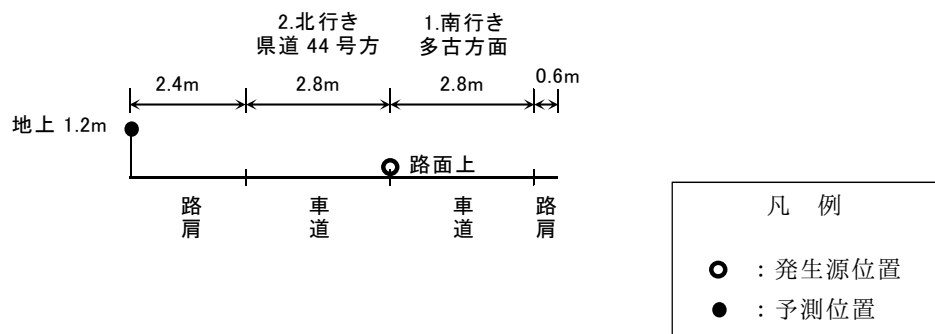 2.北行き
県道 44 号方
1.南行き
多古方面
2.4m
2.8m
2.8m
0.6m
地上 1.2m
路面上
路肩
車道
車道
路肩
凡 例
：発生源位置
：予測位置